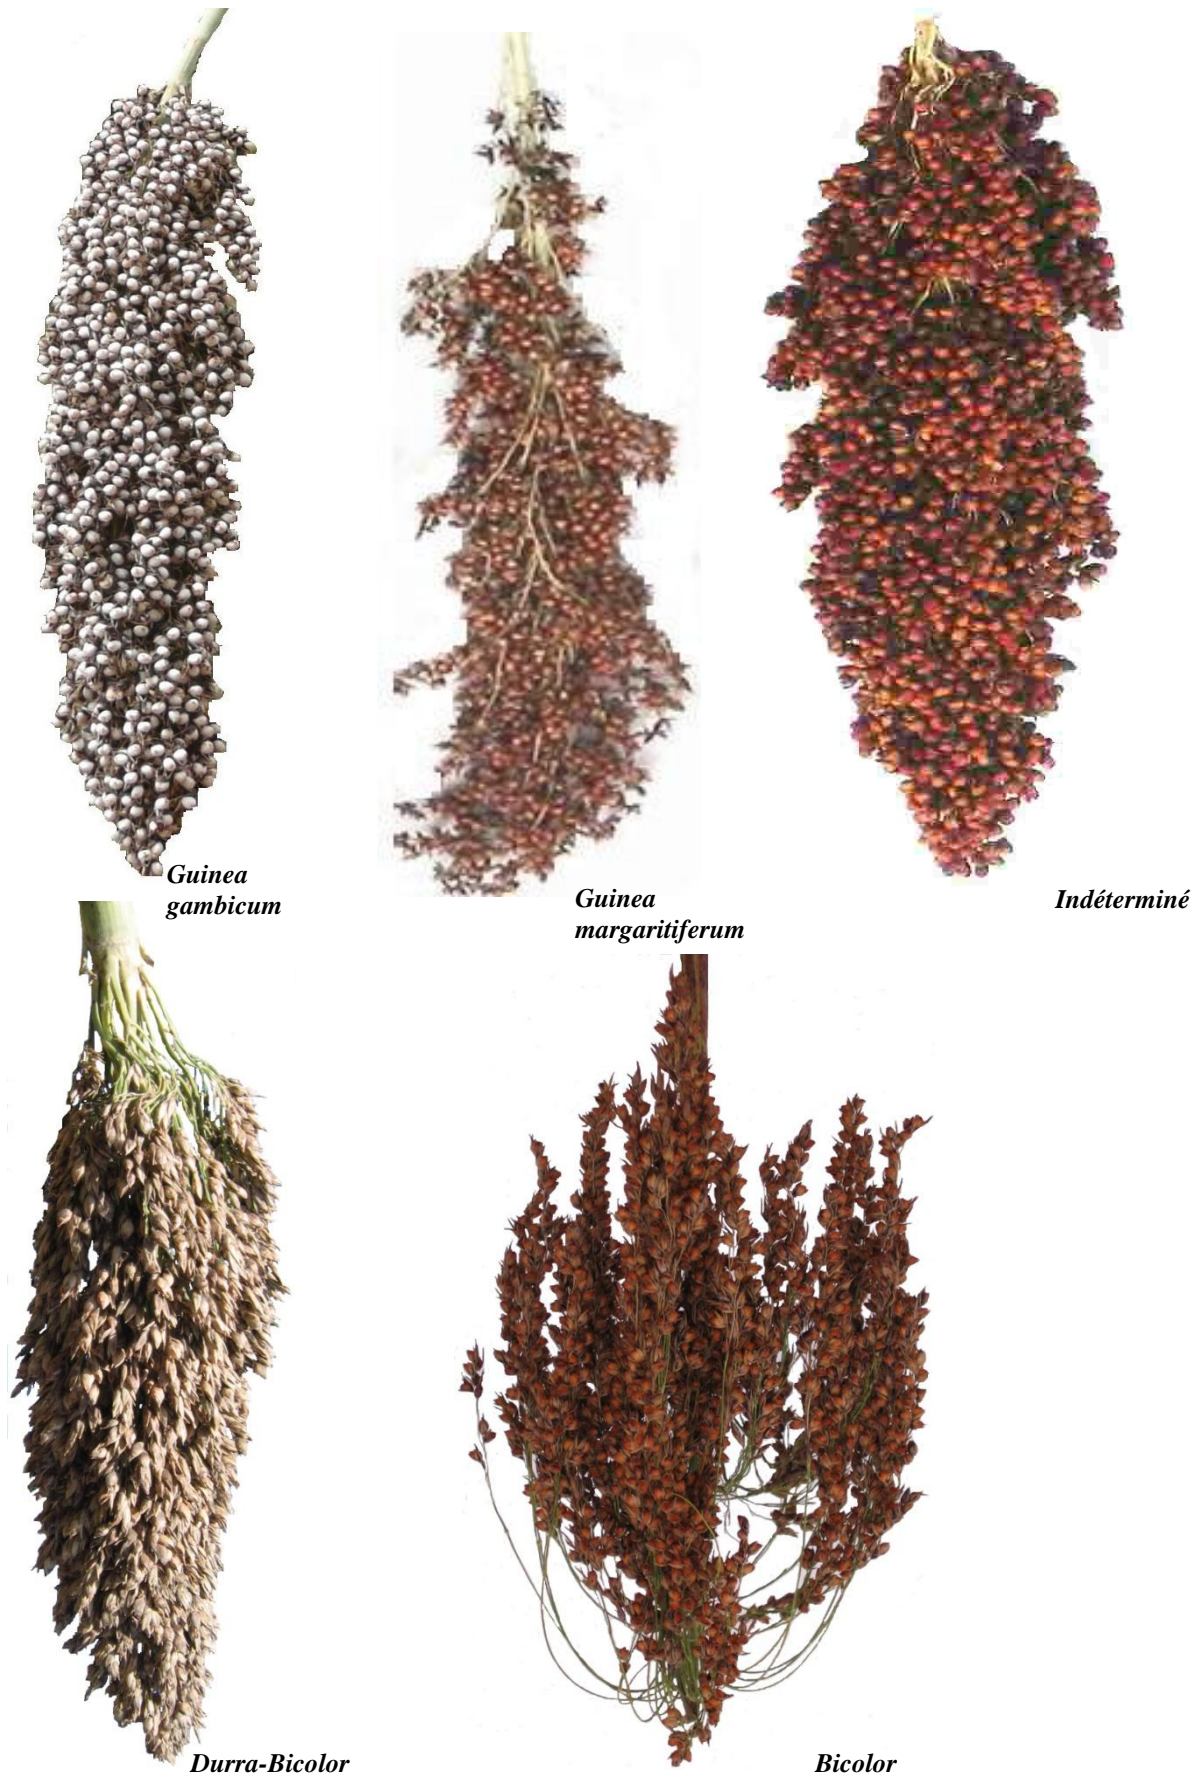 Guinea
gambicum
Guinea
margaritiferum
Indéterminé
Durra-Bicolor
Bicolor